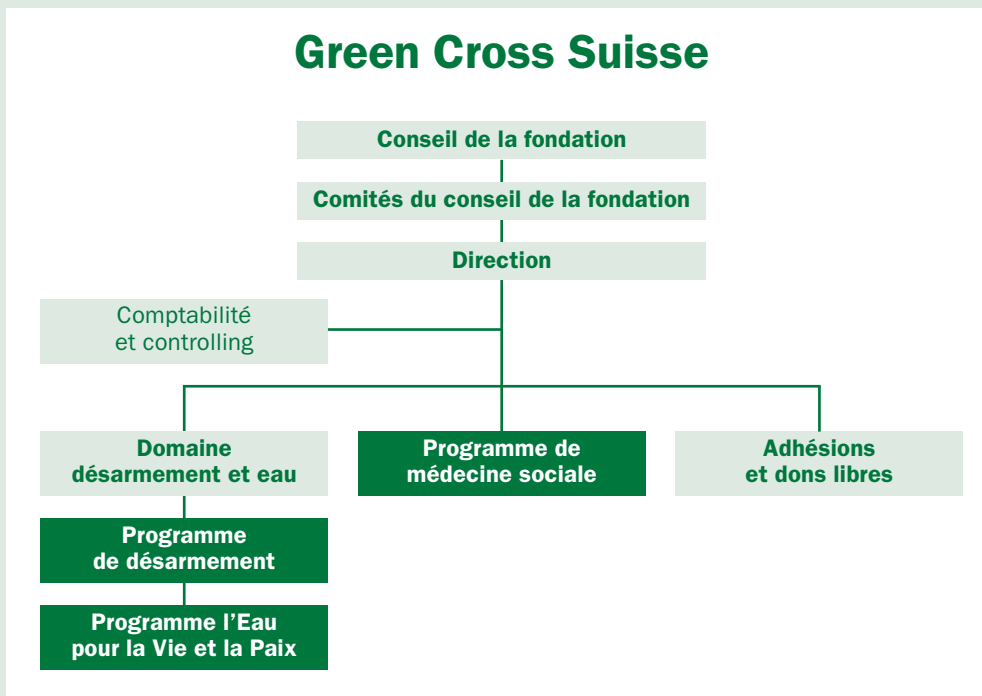 Green Cross Suisse
Conseil de la fondation
Comités du conseil de la fondation
Direction
Comptabilité
et controlling
Domaine
désarmement et eau
Programme de
médecine sociale
Adhésions
et dons libres
Programme
de désarmement
Programme l’Eau
pour la Vie et la Paix